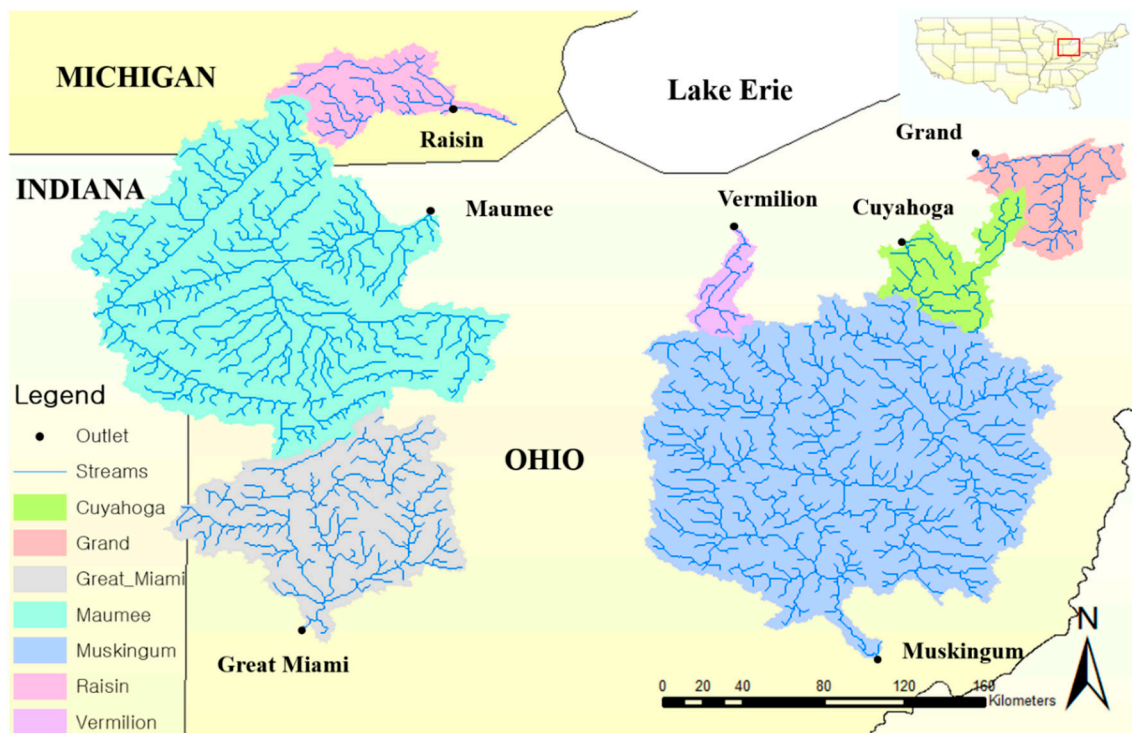 MICHIGAN
Lake Erie
Raisin
Grand
INDIANA
Maumee
Vermilion
Cuyahoga
Legend
Outlet
Streams
Cuyahoga
Grand
Great_Miami
Maumee
Muskingum
Raisin
Vermilion
OHIO
Great Miami
Muskingum
N
0 20 40 80 120 160
Kilometers